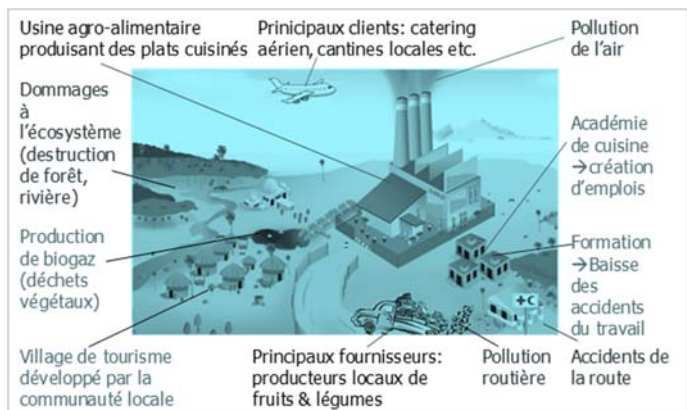 Usine agro-alimentaire
produisant des plats cuisinés
Prinicipaux clients: catering
aérien, cantines locales etc.
Pollution
de l'air
Dommages
à
l'écosystème
(destruction
de forêt,
rivière)
Académie
de cuisine
→création
d'emplois
Production
de biogaz
(déchets
végétaux)
Formation
→Baisse
des
accidents
du travail
Village de tourisme
développé par la
communauté locale
Principaux fournisseurs:
producteurs locaux de
fruits & légumes
Pollution
routière
Accidents de
la route